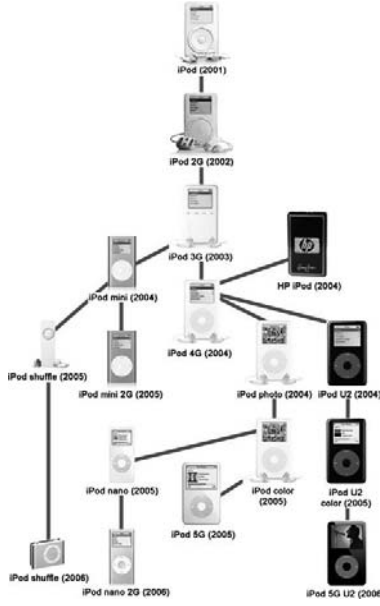 iPod (2001)
iPod 2G (2002)
iPod 3G (2003)
iPod mini (2004)
hp
HP iPod (2004)
iPod 4G (2004)
iPod shuffle (2005)
iPod mini 2G (2005)
iPod photo (2004)
iPod U2 (2004)
iPod nano (2005)
iPod color
(2005)
iPod U2
color (2005)
iPod 5G (2005)
iPod shuffle (2006)
iPod nano 2G (2006)
iPod 5G U2 (2006